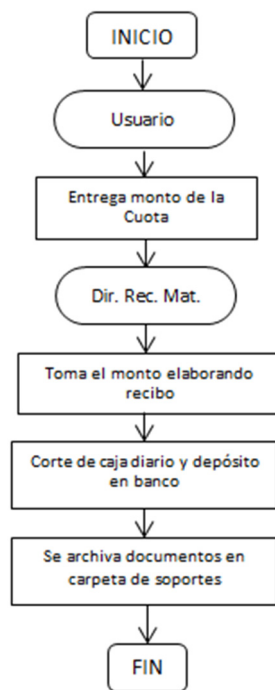 INICIO
Usuario
Entrega monto de la
Cuota
Dir. Rec. Mat.
Toma el monto elaborando
recibo
Corte de caja diario y depósito
en banco
Se archiva documentos en
carpeta de soportes
FIN